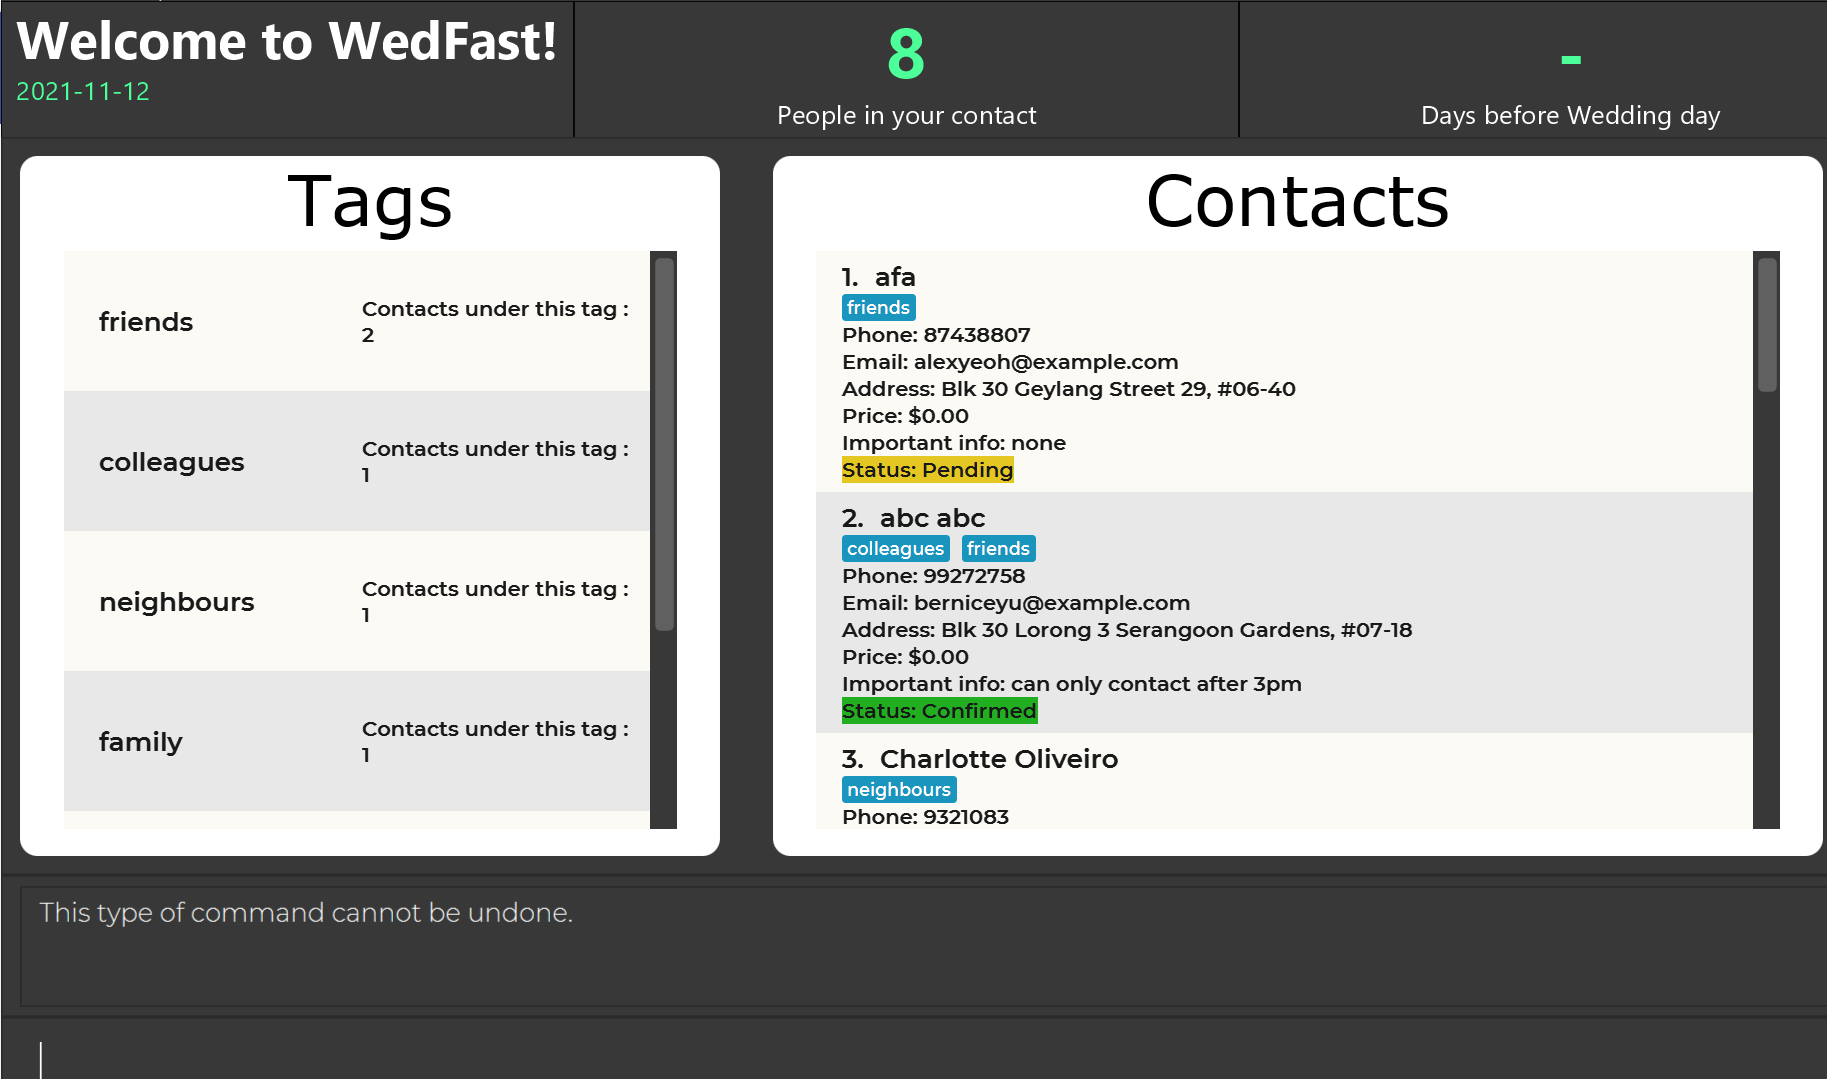 Welcome to WedFast!
2021-11-12
8
People in your contact
-
Days before Wedding day
Tags
friends
Contacts under this tag :
2
colleagues
Contacts under this tag :
1
neighbours
Contacts under this tag :
1
family
Contacts under this tag :
1
Contacts
1. afa
friends
Phone: 87438807
Email: alexyeoh@example.com
Address: Blk 30 Geylang Street 29, #06-40
Price: $0.00
Important info: none
Status: Pending
2. abc abc
colleagues friends
Phone: 99272758
Email: berniceyu@example.com
Address: Blk 30 Lorong 3 Serangoon Gardens, #07-18
Price: $0.00
Important info: can only contact after 3pm
Status: Confirmed
3. Charlotte Oliveiro
neighbours
Phone: 9321083
This type of command cannot be undone.